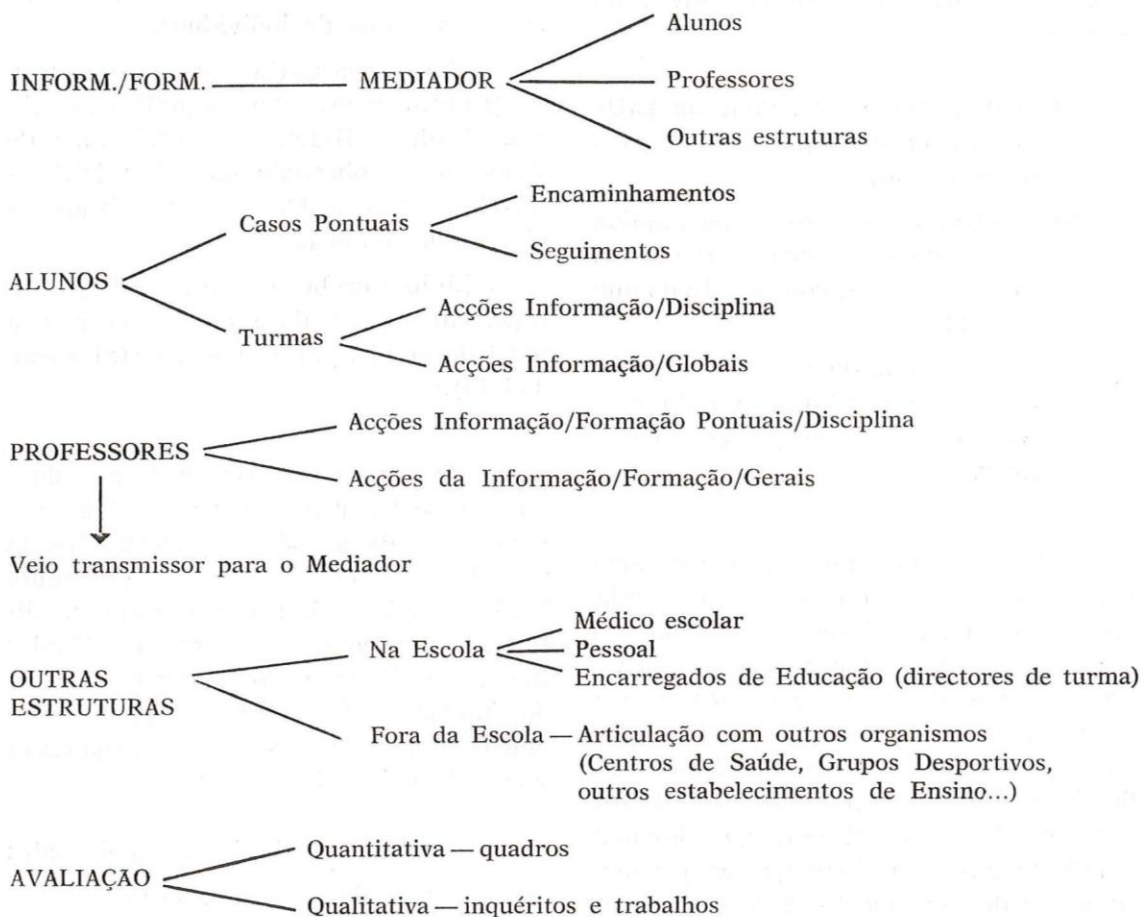 Alunos
INFORM./FORM. MEDIADOR Professores
Outras estruturas
Encaminhamentos
Casos Pontuais
Seguimentos
ALUNOS
Acções Informação/Disciplina
Turmas
Acções Informação/Globais
Acções Informação/Formação Pontuais/Disciplina
PROFESSORES
Acções da Informação/Formação/Gerais
Veio transmissor para o Mediador
Médico escolar
Na Escola Pessoal
Encarregados de Educação (directores de turma)
OUTRAS
ESTRUTURAS
Fora da Escola — Articulação com outros organismos
(Centros de Saúde, Grupos Desportivos,
outros estabelecimentos de Ensino...)
Quantitativa — quadros
AVALIAÇÃO
Qualitativa — inquéritos e trabalhos